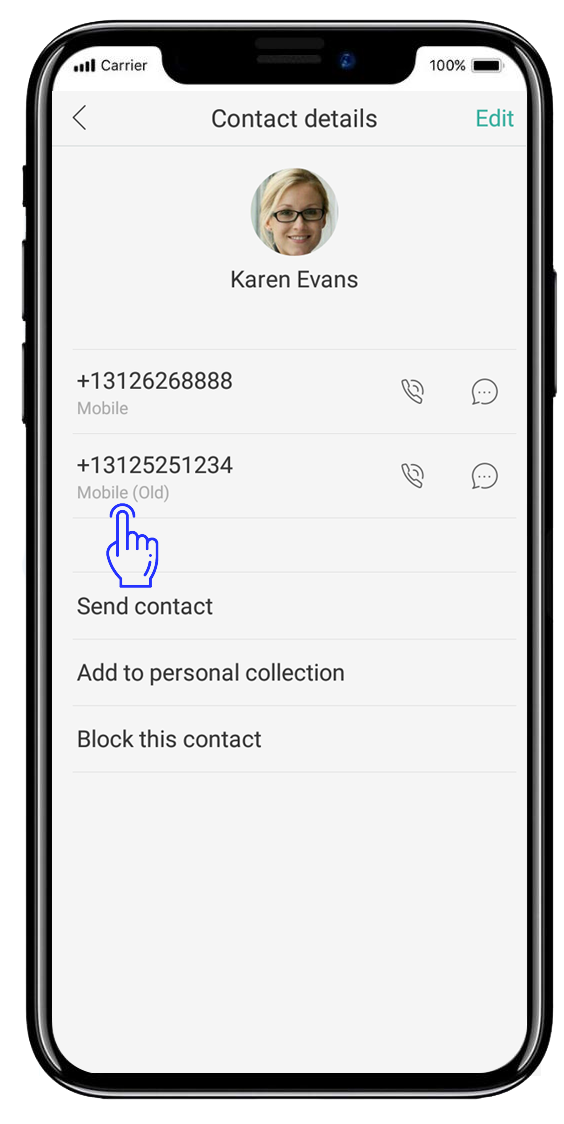 Carrier 100%
Contact details Edit
Karen Evans
+13126268888
Mobile
+13125251234
Mobile (Old)
Send contact
Add to personal collection
Block this contact